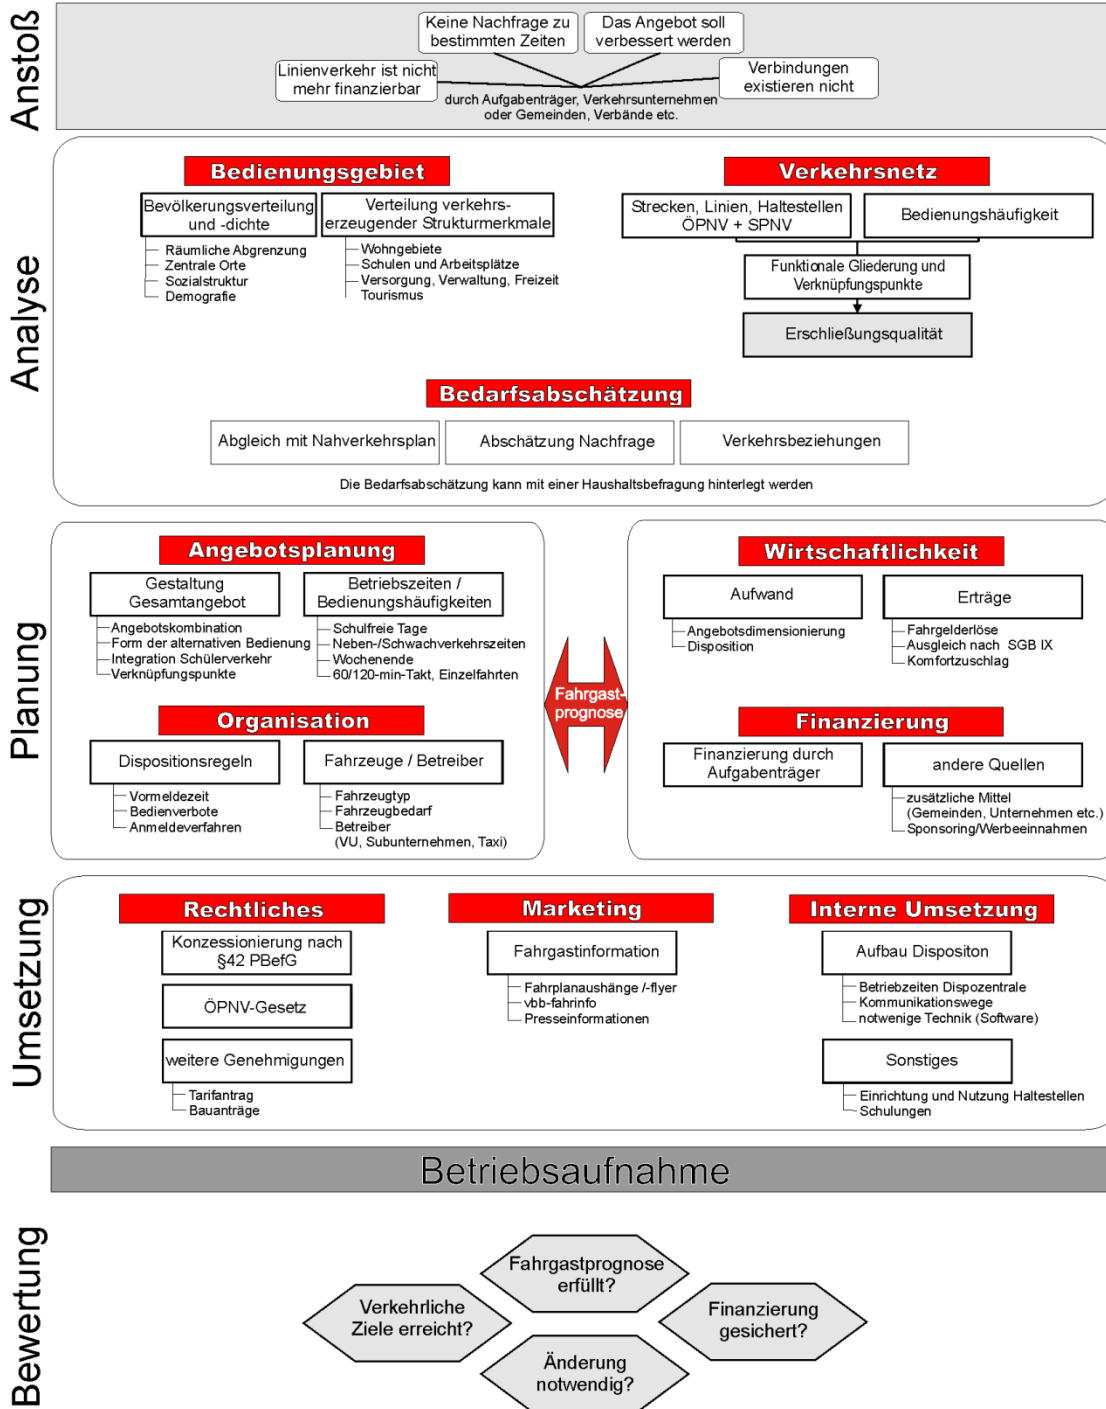 Anstoß
Keine Nachfrage zu
bestimmten Zeiten
Das Angebot soll
verbessert werden
Linienverkehr ist nicht
mehr finanzierbar
Verbindungen
existieren nicht
durch Aufgabenträger, Verkehrsunternehmen
oder Gemeinden, Verbände etc.
Analyse
Bedienungsgebiet
Bevölkerungsverteilung
und -dichte
Räumliche Abgrenzung
Zentrale Orte
Sozialstruktur
Demografie
Verteilung verkehrs-
erzeugender Strukturmerkmale
Wohngebiete
Schulen und Arbeitsplätze
Versorgung, Verwaltung, Freizeit
Tourismus
Verkehrsnetz
Strecken, Linien, Haltestellen
ÖPNV + SPNV
Bedienungshäufigkeit
Funktionale Gliederung und
Verknüpfungspunkte
Erschließungsqualität
Bedarfsabschätzung
Abgleich mit Nahverkehrsplan
Abschätzung Nachfrage
Verkehrsbeziehungen
Die Bedarfsabschätzung kann mit einer Haushaltsbefragung hinterlegt werden
Planung
Angebotsplanung
Gestaltung
Gesamtangebot
Angebotskombination
Form der alternativen Bedienung
Integration Schülerverkehr
Verknüpfungspunkte
Betriebszeiten /
Bedienungshäufigkeiten
Schulfreie Tage
Neben-/Schwachverkehrszeiten
Wochenende
60/120-min-Takt, Einzelfahrten
Organisation
Dispositionsregeln
Vormeldezeit
Bedienverbote
Anmeldeverfahren
Fahrzeuge / Betreiber
Fahrzeugtyp
Fahrzeugbedarf
Betreiber
(VU, Subunternehmen, Taxi)
Fahrgast-
prognose
Wirtschaftlichkeit
Aufwand
Angebotsdimensionierung
Disposition
Erträge
Fahrgelderlöse
Ausgleich nach SGB IX
Komfortzuschlag
Finanzierung
Finanzierung durch
Aufgabenträger
andere Quellen
zusätzliche Mittel
(Gemeinden, Unternehmen etc.)
Sponsoring/Werbeeinnahmen
Umsetzung
Rechtliches
Konzessionierung nach
§42 PBefG
ÖPNV-Gesetz
weitere Genehmigungen
Tarifantrag
Bauanträge
Marketing
Fahrgastinformation
Fahrplanaushänge /-flyer
vbb-fahrinfo
Presseinformationen
Interne Umsetzung
Aufbau Dispositon
Betriebzeiten Dispozentrale
Kommunikationswege
notwenige Technik (Software)
Sonstiges
Einrichtung und Nutzung Haltestellen
Schulungen
Betriebsaufnahme
Bewertung
Fahrgastprognose
erfüllt?
Verkehrliche
Ziele erreicht?
Finanzierung
gesichert?
Änderung
notwendig?